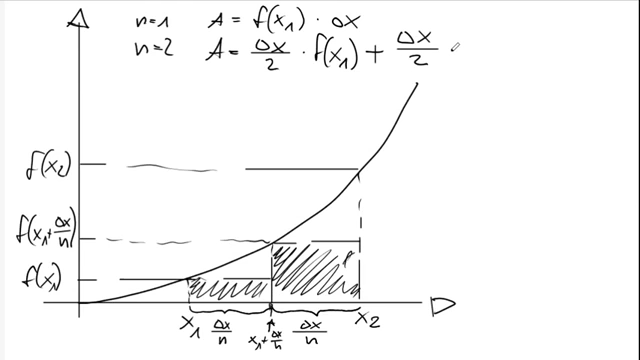 n=1 A = f(x₁) · Δx
n=2 A = Δx/2 · f(x₁) + Δx/2
f(x₂)
f(x₁+Δx/n)
f(x₁)
x₁ Δx/n x₁+Δx/n Δx/n x₂